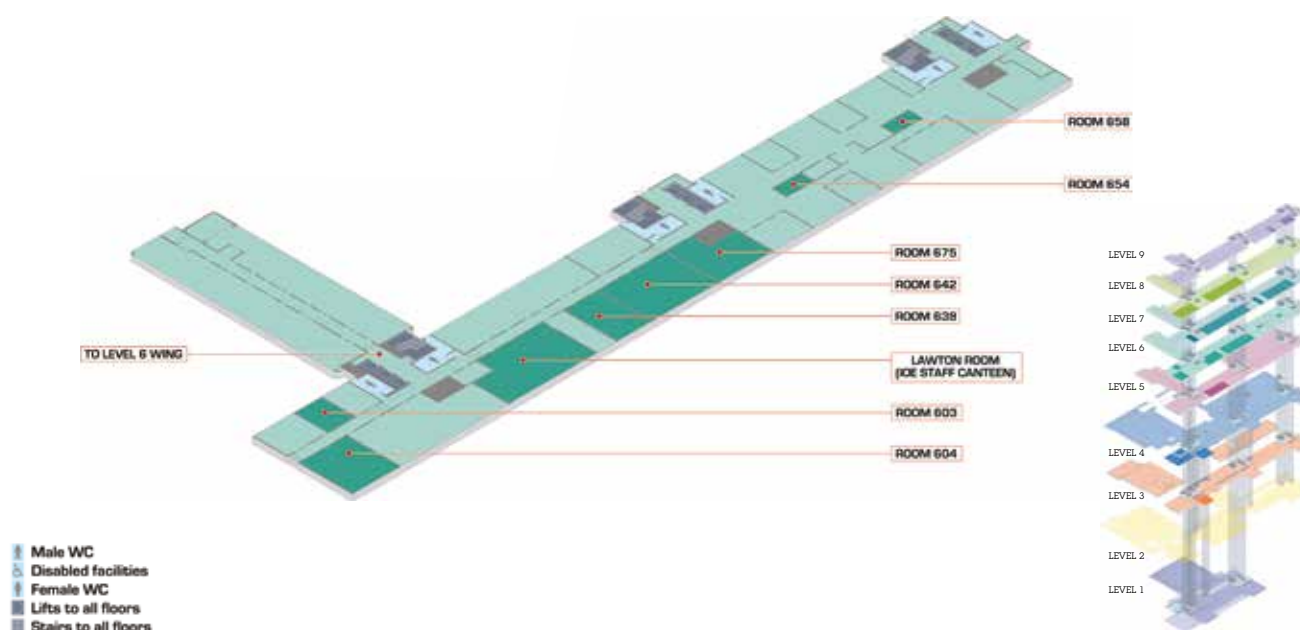 ROOM 658
ROOM 654
ROOM 675
ROOM 642
ROOM 638
TO LEVEL 6 WING
LAWTON ROOM
(IOE STAFF CANTEEN)
ROOM 603
ROOM 604
LEVEL 9
LEVEL 8
LEVEL 7
LEVEL 6
LEVEL 5
LEVEL 4
LEVEL 3
LEVEL 2
LEVEL 1
Male WC
Disabled facilities
Female WC
Lifts to all floors
Stairs to all floors